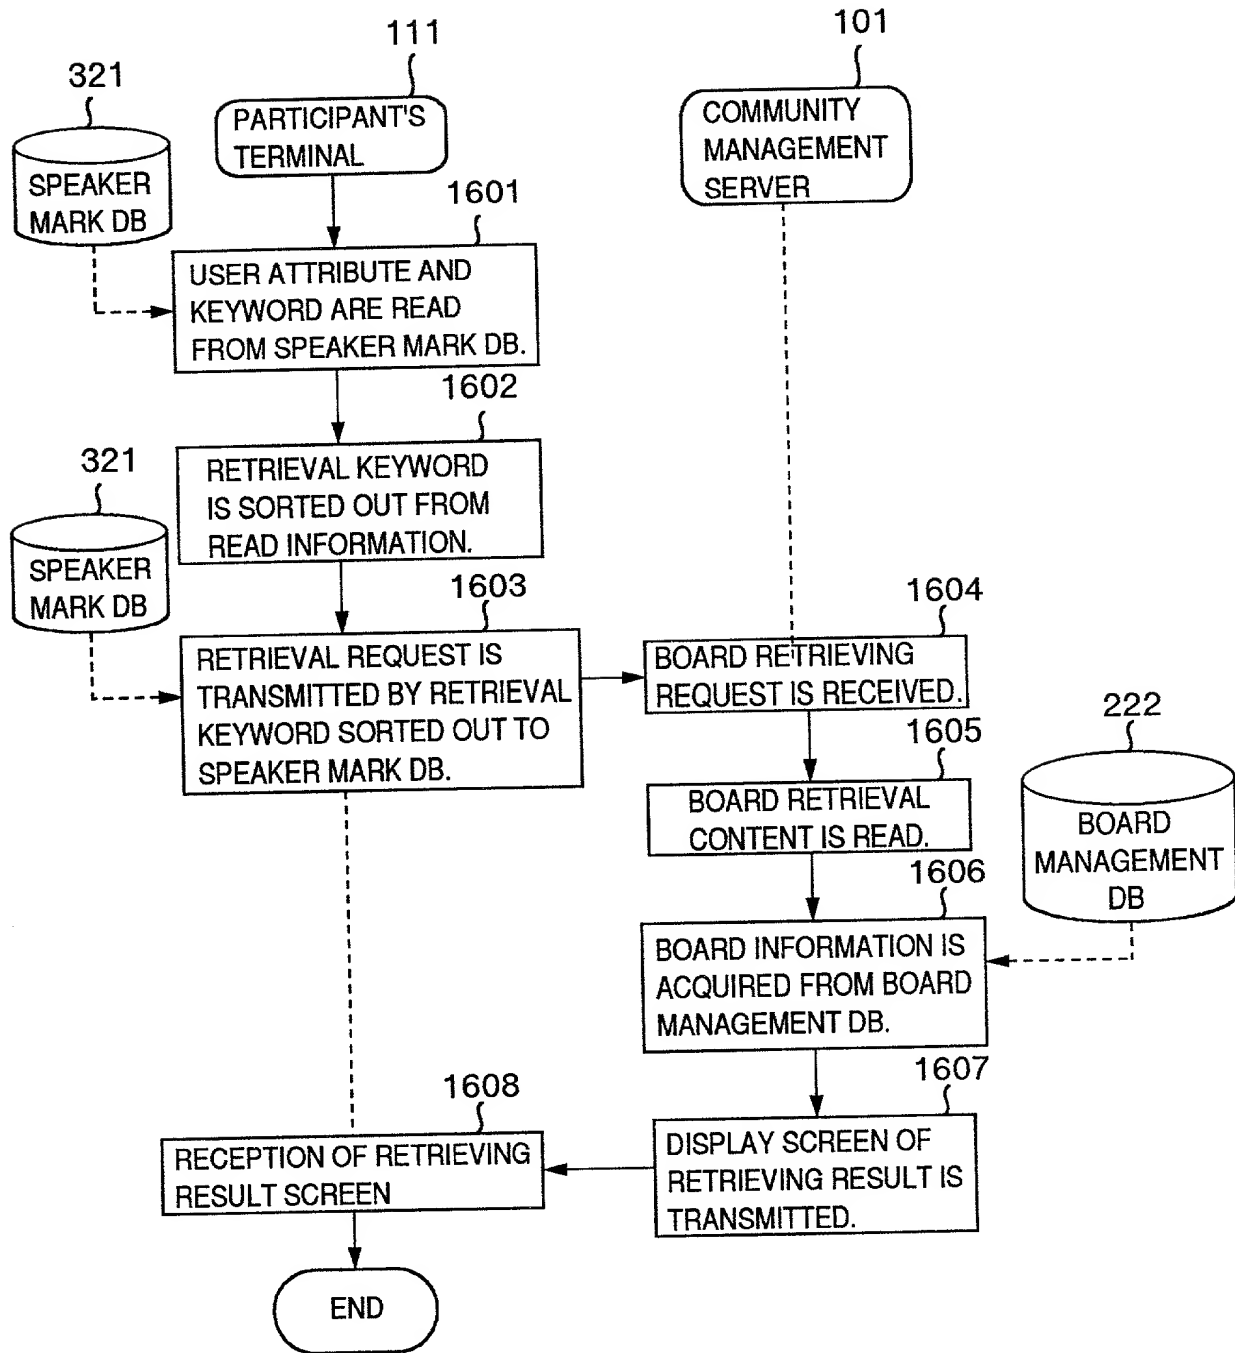 111
101
321
PARTICIPANT'S
TERMINAL
COMMUNITY
MANAGEMENT
SERVER
SPEAKER
MARK DB
1601
USER ATTRIBUTE AND
KEYWORD ARE READ
FROM SPEAKER MARK DB.
1602
RETRIEVAL KEYWORD
IS SORTED OUT FROM
READ INFORMATION.
321
SPEAKER
MARK DB
1603
RETRIEVAL REQUEST IS
TRANSMITTED BY RETRIEVAL
KEYWORD SORTED OUT TO
SPEAKER MARK DB.
1604
BOARD RETRIEVING
REQUEST IS RECEIVED.
1605
BOARD RETRIEVAL
CONTENT IS READ.
222
BOARD
MANAGEMENT
DB
1606
BOARD INFORMATION IS
ACQUIRED FROM BOARD
MANAGEMENT DB.
1607
DISPLAY SCREEN OF
RETRIEVING RESULT IS
TRANSMITTED.
1608
RECEPTION OF RETRIEVING
RESULT SCREEN
END